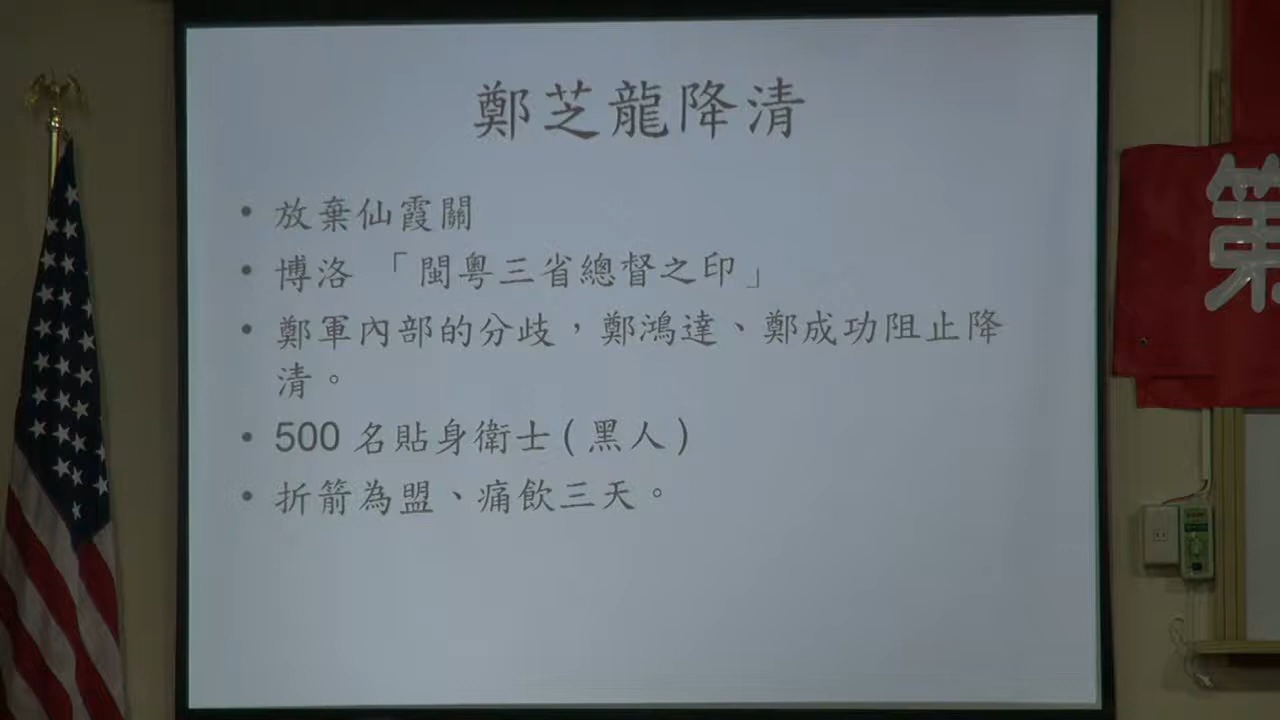 鄭芝龍降清
• 放棄仙霞關
• 博洛 「閩粵三省總督之印」
• 鄭軍內部的分歧，鄭鴻達、鄭成功阻止降
清。
• 500 名貼身衛士 ( 黑人 )
• 折箭為盟、痛飲三天。
第